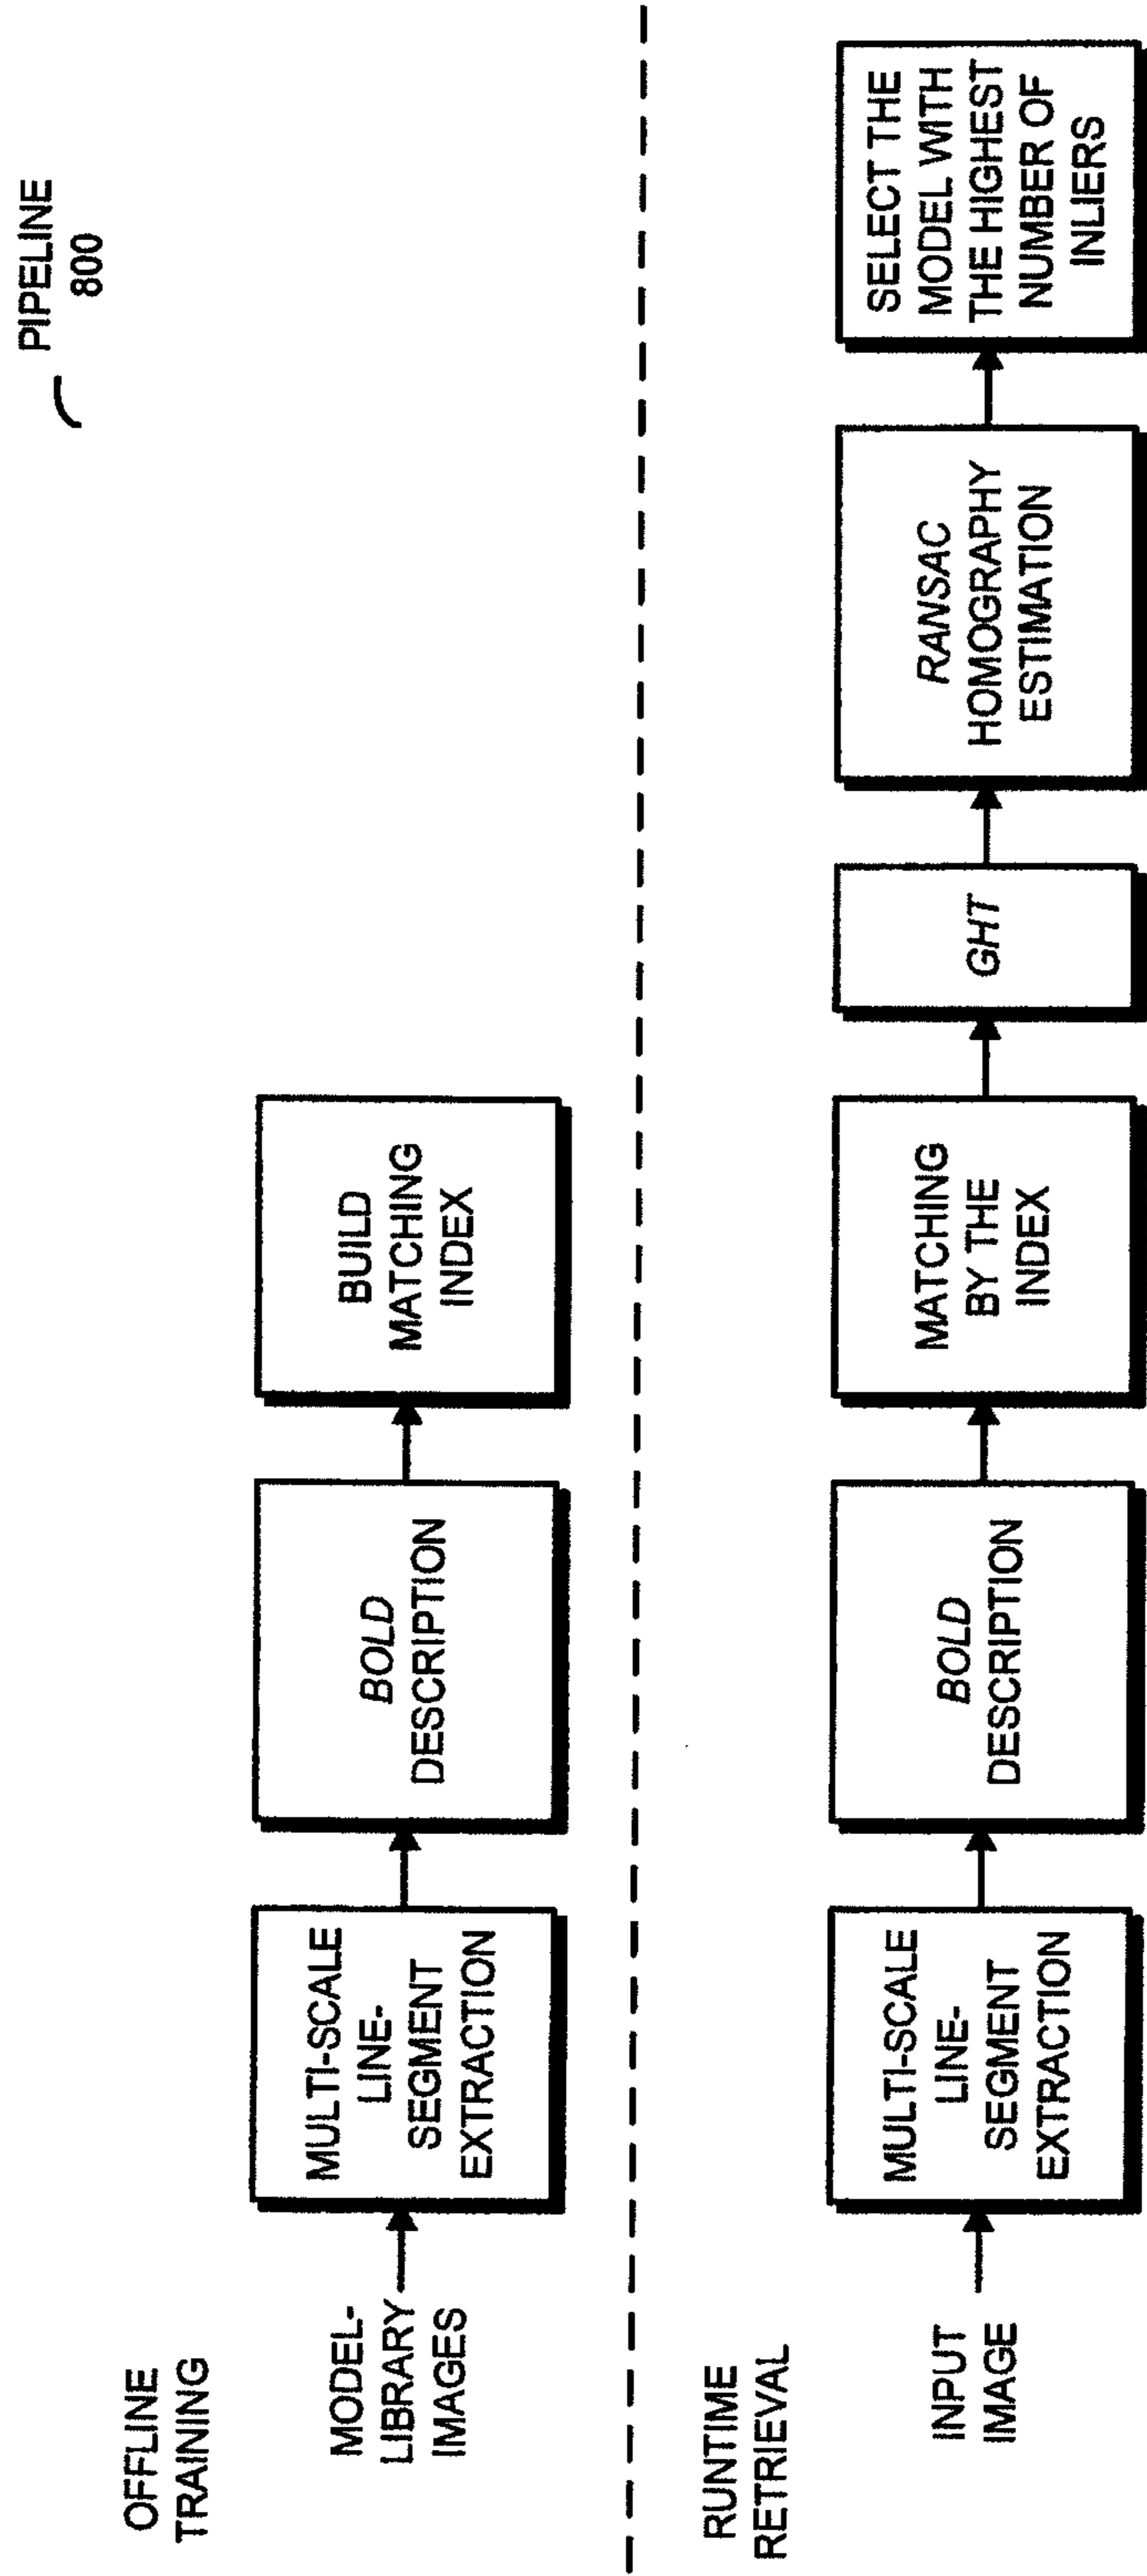 PIPELINE
800
OFFLINE
TRAINING
MODEL-
LIBRARY
IMAGES
MULTI-SCALE
LINE-
SEGMENT
EXTRACTION
BOLD
DESCRIPTION
BUILD
MATCHING
INDEX
RUNTIME
RETRIEVAL
INPUT
IMAGE
MULTI-SCALE
LINE-
SEGMENT
EXTRACTION
BOLD
DESCRIPTION
MATCHING
BY THE
INDEX
GHT
RANSAC
HOMOGRAPHY
ESTIMATION
SELECT THE
MODEL WITH
THE HIGHEST
NUMBER OF
INLIERS